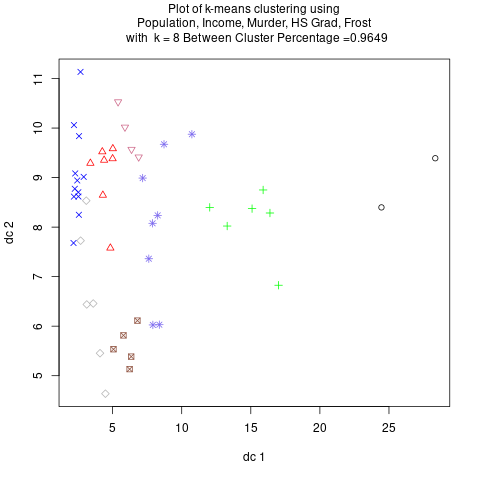 Plot of k-means clustering using
Population, Income, Murder, HS Grad, Frost
with k = 8 Between Cluster Percentage =0.9649
11
10
9
8
7
6
5
dc 2
5
10
15
20
25
dc 1